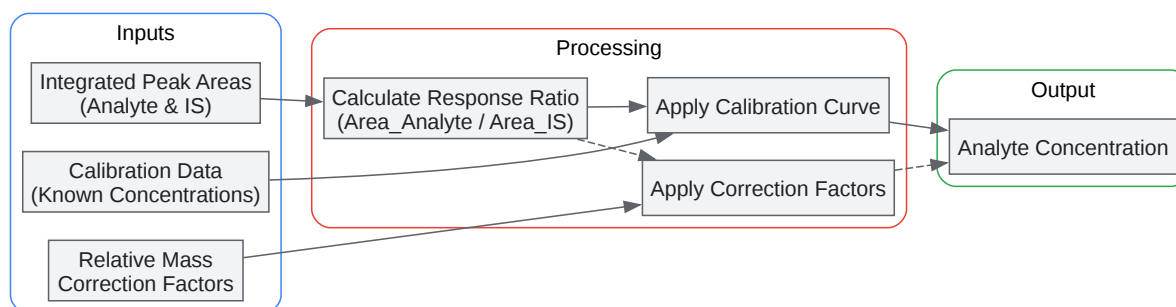 Inputs
Integrated Peak Areas
(Analyte & IS)
Calibration Data
(Known Concentrations)
Relative Mass
Correction Factors
Processing
Calculate Response Ratio
(Area_Analyte / Area_IS)
Apply Calibration Curve
Apply Correction Factors
Output
Analyte Concentration